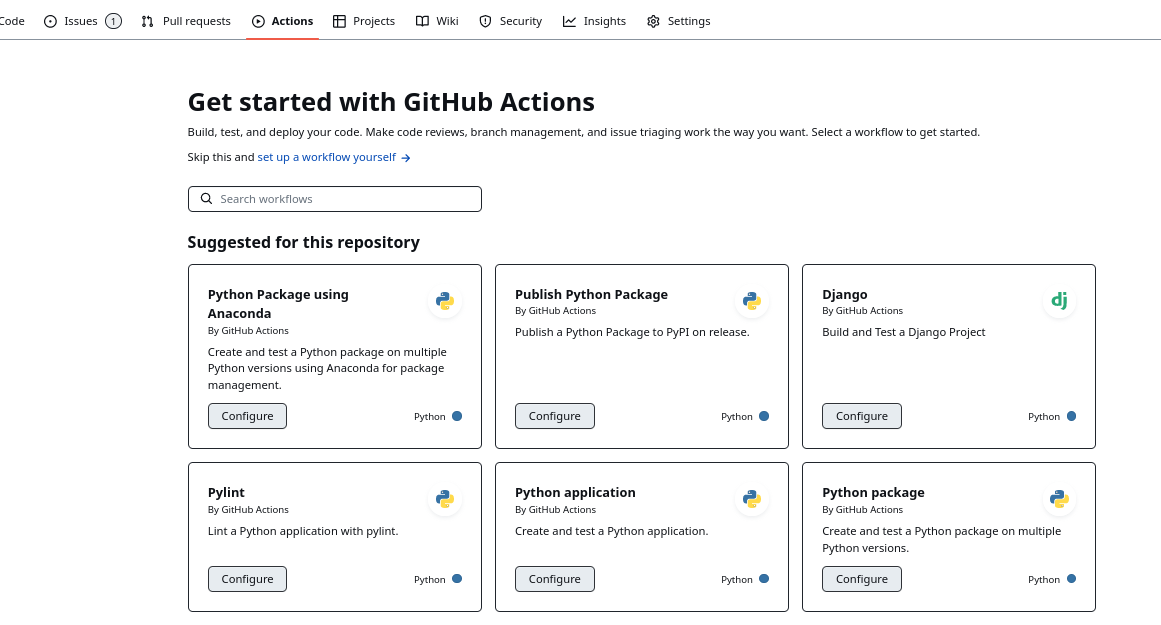 Code Issues 1 Pull requests Actions Projects Wiki Security Insights Settings
Get started with GitHub Actions
Build, test, and deploy your code. Make code reviews, branch management, and issue triaging work the way you want. Select a workflow to get started.
Skip this and set up a workflow yourself →
Search workflows
Suggested for this repository
Python Package using
Anaconda
By GitHub Actions
Create and test a Python package on multiple
Python versions using Anaconda for package
management.
Configure Python
Publish Python Package
By GitHub Actions
Publish a Python Package to PyPI on release.
Configure Python
Django
By GitHub Actions
dj
Build and Test a Django Project
Configure Python
Pylint
By GitHub Actions
Lint a Python application with pylint.
Configure Python
Python application
By GitHub Actions
Create and test a Python application.
Configure Python
Python package
By GitHub Actions
Create and test a Python package on multiple
Python versions.
Configure Python